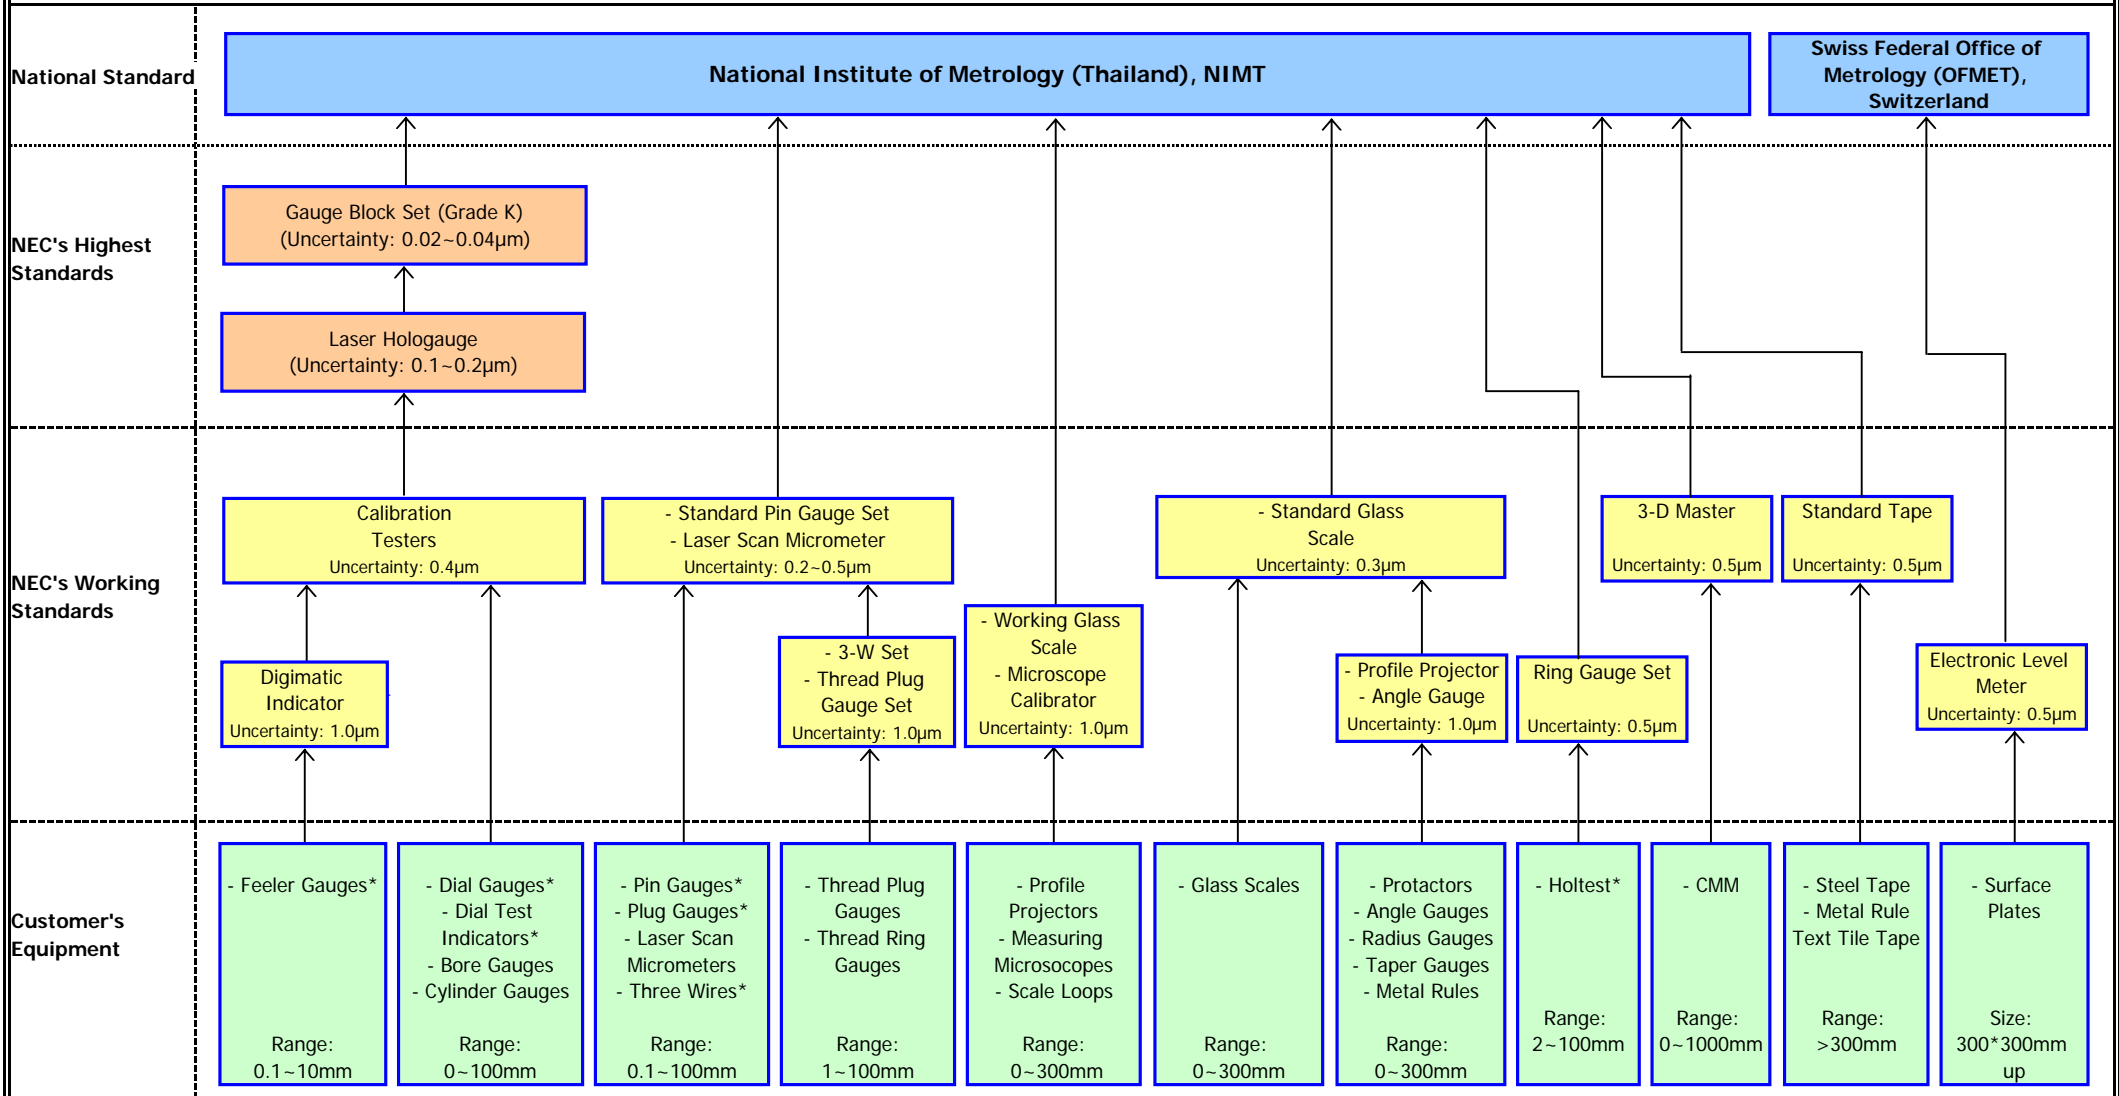 National Standard
National Institute of Metrology (Thailand), NIMT
Swiss Federal Office of
Metrology (OFMET),
Switzerland
NEC's Highest
Standards
Gauge Block Set (Grade K)
(Uncertainty: 0.02~0.04µm)
Laser Hologauge
(Uncertainty: 0.1~0.2µm)
NEC's Working
Standards
Calibration
Testers
Uncertainty: 0.4µm
- Standard Pin Gauge Set
- Laser Scan Micrometer
Uncertainty: 0.2~0.5µm
- Standard Glass
Scale
Uncertainty: 0.3µm
3-D Master
Uncertainty: 0.5µm
Standard Tape
Uncertainty: 0.5µm
Digimatic
Indicator
Uncertainty: 1.0µm
- 3-W Set
- Thread Plug
Gauge Set
Uncertainty: 1.0µm
- Working Glass
Scale
- Microscope
Calibrator
Uncertainty: 1.0µm
- Profile Projector
- Angle Gauge
Uncertainty: 1.0µm
Ring Gauge Set
Uncertainty: 0.5µm
Electronic Level
Meter
Uncertainty: 0.5µm
Customer's
Equipment
- Feeler Gauges*
Range:
0.1~10mm
- Dial Gauges*
- Dial Test
Indicators*
- Bore Gauges
- Cylinder Gauges
Range:
0~100mm
- Pin Gauges*
- Plug Gauges*
- Laser Scan
Micrometers
- Three Wires*
Range:
0.1~100mm
- Thread Plug
Gauges
- Thread Ring
Gauges
Range:
1~100mm
- Profile
Projectors
- Measuring
Microsocopes
- Scale Loops
Range:
0~300mm
- Glass Scales
Range:
0~300mm
- Protactors
- Angle Gauges
- Radius Gauges
- Taper Gauges
- Metal Rules
Range:
0~300mm
- Holtest*
Range:
2~100mm
- CMM
Range:
0~1000mm
- Steel Tape
- Metal Rule
Text Tile Tape
Range:
>300mm
- Surface
Plates
Size:
300*300mm
up